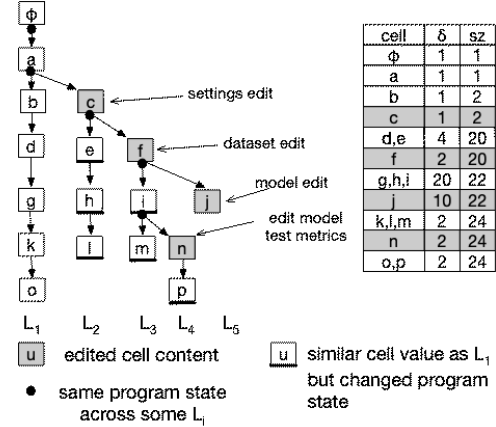 ϕ
a
b
c
settings edit
d
e
f
dataset edit
g
h
i
j
model edit
k
l
m
n
edit model
test metrics
o
p
L₁ L₂ L₃ L₄ L₅
u edited cell content
same program state
across some Lᵢ
u similar cell value as L₁
but changed program
state
cell δ sz
ϕ 1 1
a 1 1
b 1 2
c 1 2
d,e 4 20
f 2 20
g,h,i 20 22
j 10 22
k,l,m 2 24
n 2 24
o,p 2 24